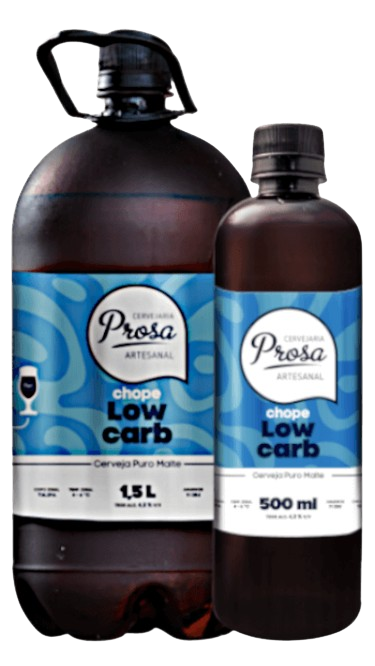 CERVEJARIA
Prosa
ARTESANAL
chope
Low
carb
Cerveja Puro Malte
1,5 L
CERVEJARIA
Prosa
ARTESANAL
chope
Low
carb
Cerveja Puro Malte
500 ml